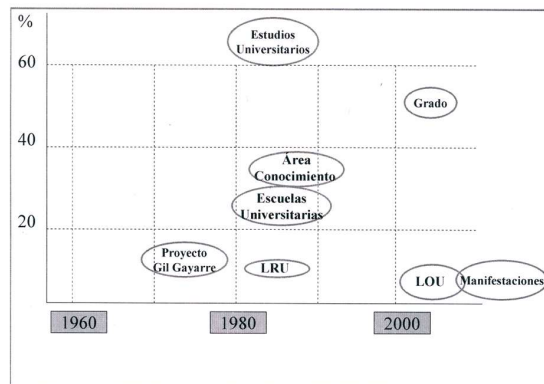 %
Estudios
Universitarios
60
Grado
40
Área
Conocimiento
Escuelas
Universitarias
20
Proyecto
Gil Gayarre
LRU
LOU
Manifestaciones
1960
1980
2000